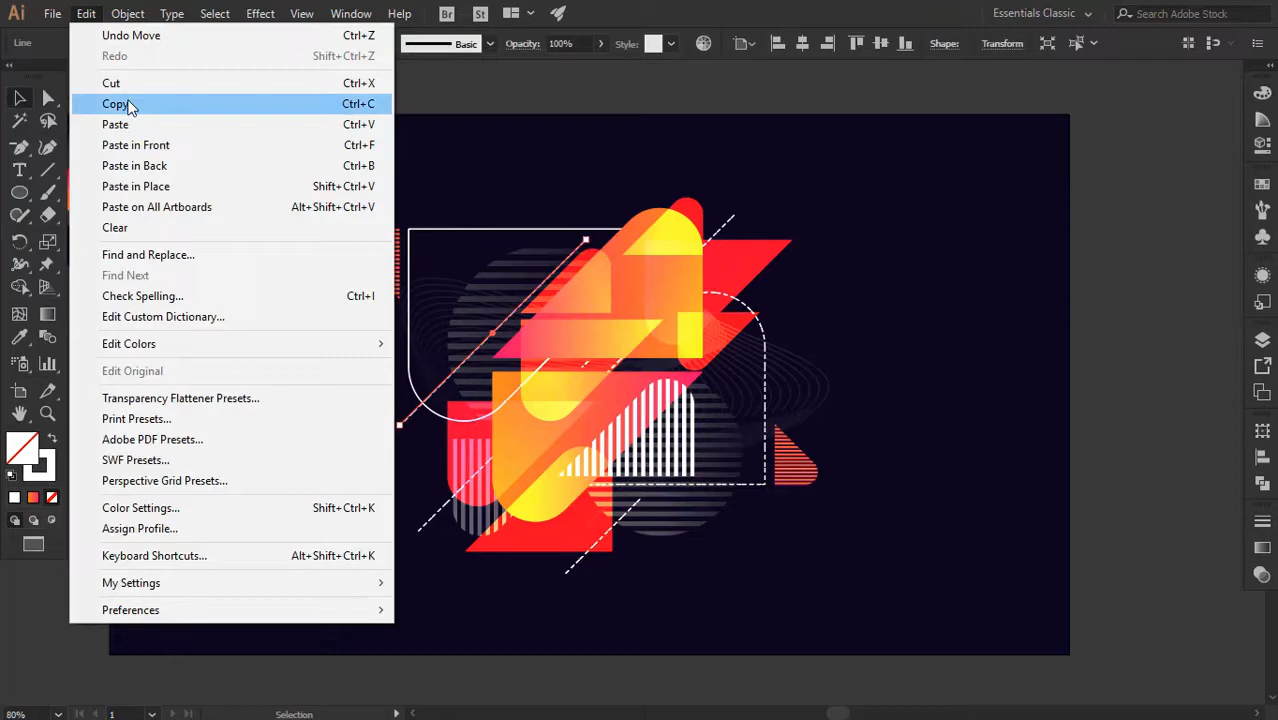 Ai File Edit Object Type Select Effect View Window Help Br St Essentials Classic Search Adobe Stock
Line Basic Opacity: 100% Style: Shape: Transform
Undo Move Ctrl+Z
Redo Shift+Ctrl+Z
Cut Ctrl+X
Copy Ctrl+C
Paste Ctrl+V
Paste in Front Ctrl+F
Paste in Back Ctrl+B
Paste in Place Shift+Ctrl+V
Paste on All Artboards Alt+Shift+Ctrl+V
Clear
Find and Replace...
Find Next
Check Spelling... Ctrl+I
Edit Custom Dictionary...
Edit Colors
Edit Original
Transparency Flattener Presets...
Print Presets...
Adobe PDF Presets...
SWF Presets...
Perspective Grid Presets...
Color Settings... Shift+Ctrl+K
Assign Profile...
Keyboard Shortcuts... Alt+Shift+Ctrl+K
My Settings
Preferences
80% 1 Selection